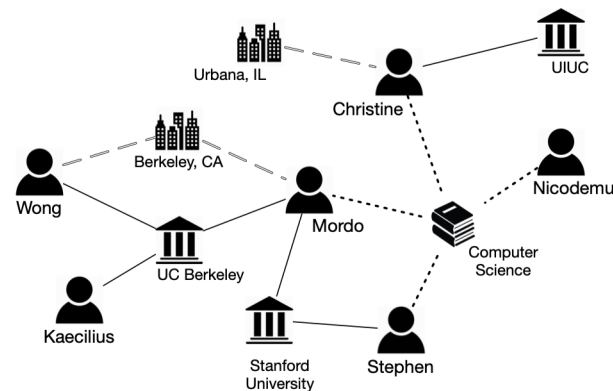 Urbana, IL
UIUC
Christine
Berkeley, CA
Nicodemu
Wong
Mordo
Computer
Science
UC Berkeley
Kaecilius
Stanford
University
Stephen